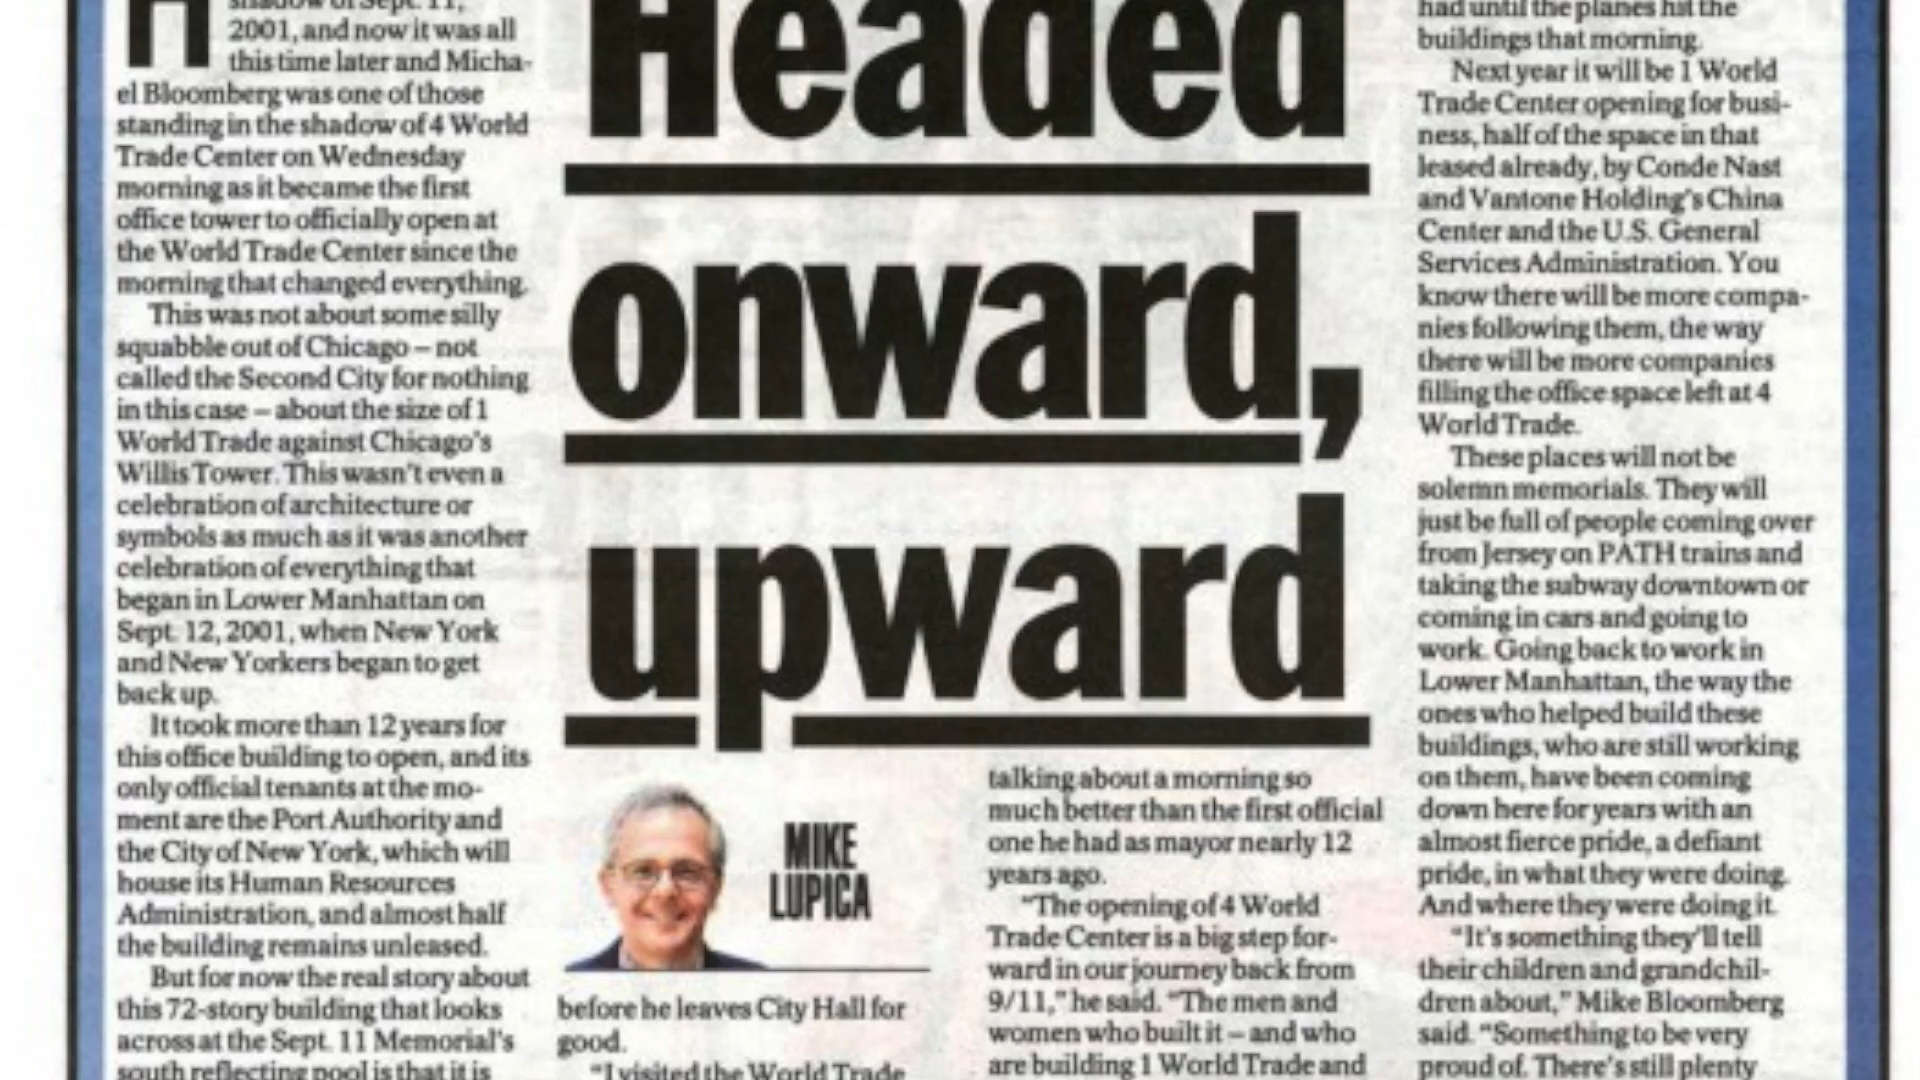 H
shadow of Sept. 11,
2001, and now it was all
this time later and Micha-
el Bloomberg was one of those
standing in the shadow of 4 World
Trade Center on Wednesday
morning as it became the first
office tower to officially open at
the World Trade Center since the
morning that changed everything.
This was not about some silly
squabble out of Chicago – not
called the Second City for nothing
in this case – about the size of 1
World Trade against Chicago's
Willis Tower. This wasn't even a
celebration of architecture or
symbols as much as it was another
celebration of everything that
began in Lower Manhattan on
Sept. 12, 2001, when New York
and New Yorkers began to get
back up.
It took more than 12 years for
this office building to open, and its
only official tenants at the mo-
ment are the Port Authority and
the City of New York, which will
house its Human Resources
Administration, and almost half
the building remains unleased.
But for now the real story about
this 72-story building that looks
across at the Sept. 11 Memorial's
south reflecting pool is that it is
Headed
onward,
upward
MIKE
LUPICA
before he leaves City Hall for
good.
"I visited the World Trade
talking about a morning so
much better than the first official
one he had as mayor nearly 12
years ago.
"The opening of 4 World
Trade Center is a big step for-
ward in our journey back from
9/11," he said. "The men and
women who built it – and who
are building 1 World Trade and
had until the planes hit the
buildings that morning.
Next year it will be 1 World
Trade Center opening for busi-
ness, half of the space in that
leased already, by Conde Nast
and Vantone Holding's China
Center and the U.S. General
Services Administration. You
know there will be more compa-
nies following them, the way
there will be more companies
filling the office space left at 4
World Trade.
These places will not be
solemn memorials. They will
just be full of people coming over
from Jersey on PATH trains and
taking the subway downtown or
coming in cars and going to
work. Going back to work in
Lower Manhattan, the way the
ones who helped build these
buildings, who are still working
on them, have been coming
down here for years with an
almost fierce pride, a defiant
pride, in what they were doing.
And where they were doing it.
"It's something they'll tell
their children and grandchil-
dren about," Mike Bloomberg
said. "Something to be very
proud of. There's still plenty